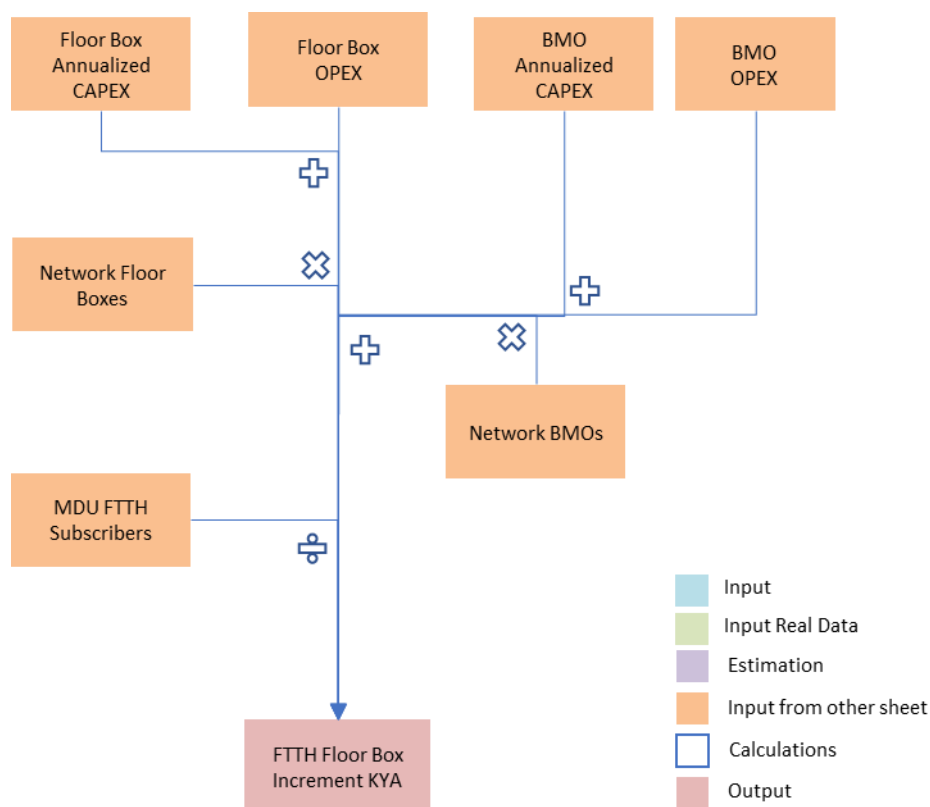 Floor Box
Annualized
CAPEX
Floor Box
OPEX
BMO
Annualized
CAPEX
BMO
OPEX
Network Floor
Boxes
Network BMOs
MDU FTTH
Subscribers
FTTH Floor Box
Increment KYA
Input
Input Real Data
Estimation
Input from other sheet
Calculations
Output